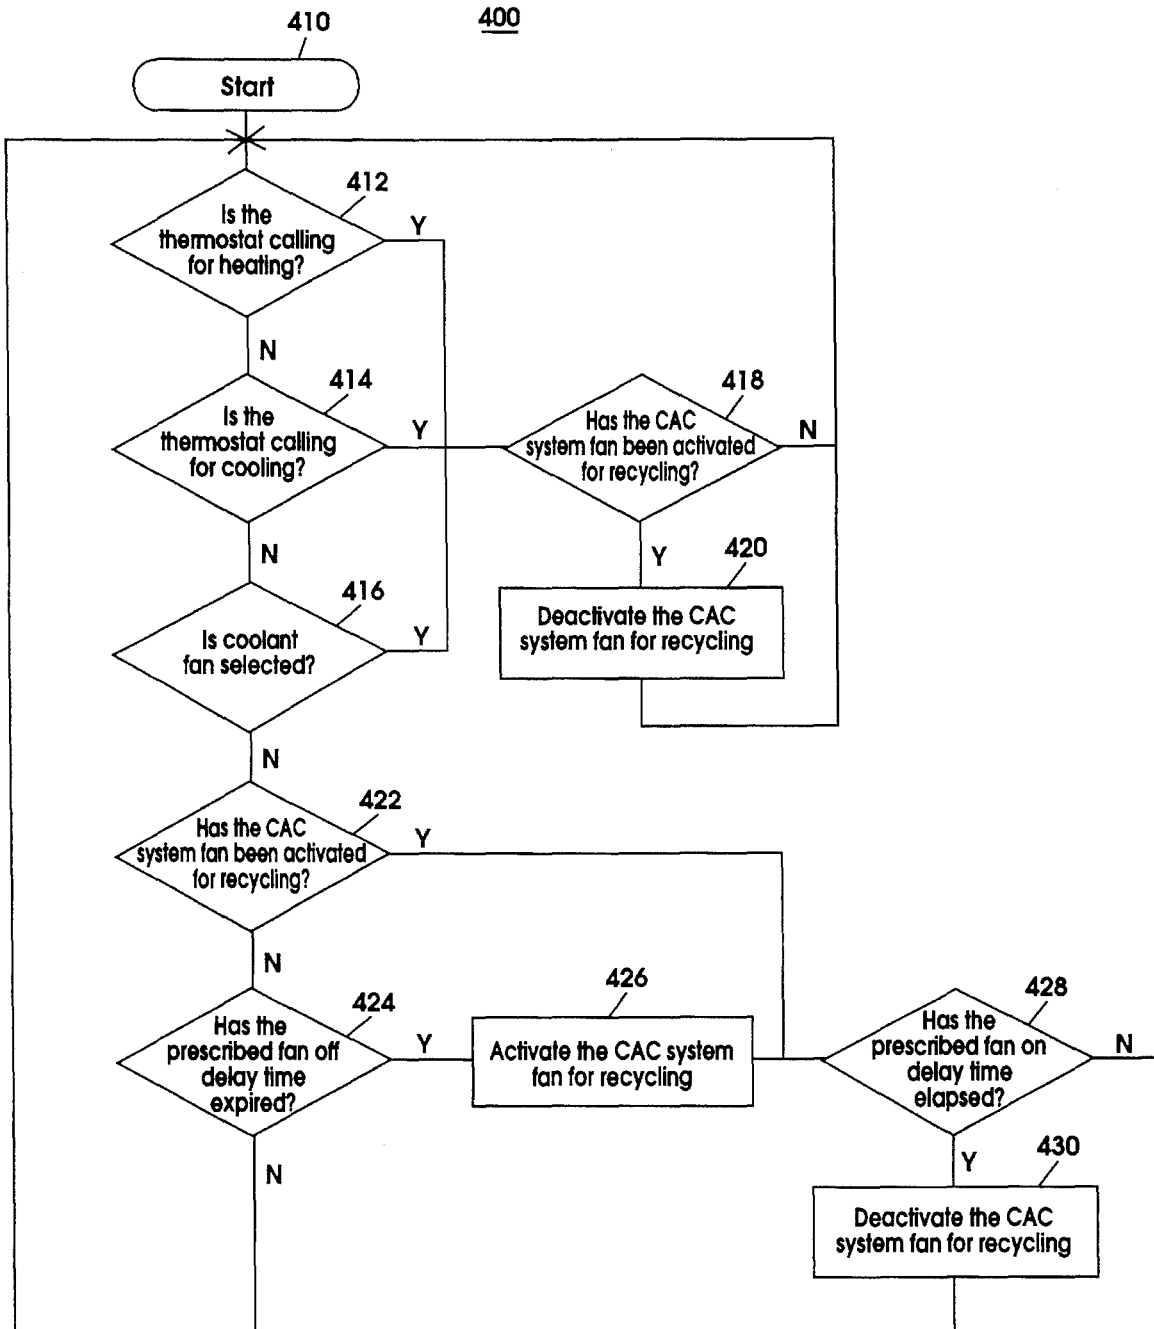 410
400
Start
412
Is the
thermostat calling
for heating?
Y
N
414
Is the
thermostat calling
for cooling?
Y
418
Has the CAC
system fan been activated
for recycling?
N
N
Y
420
Deactivate the CAC
system fan for recycling
416
Is coolant
fan selected?
Y
N
422
Has the CAC
system fan been activated
for recycling?
Y
N
424
Has the
prescribed fan off
delay time
expired?
Y
426
Activate the CAC system
fan for recycling
428
Has the
prescribed fan on
delay time
elapsed?
N
N
Y
430
Deactivate the CAC
system fan for recycling